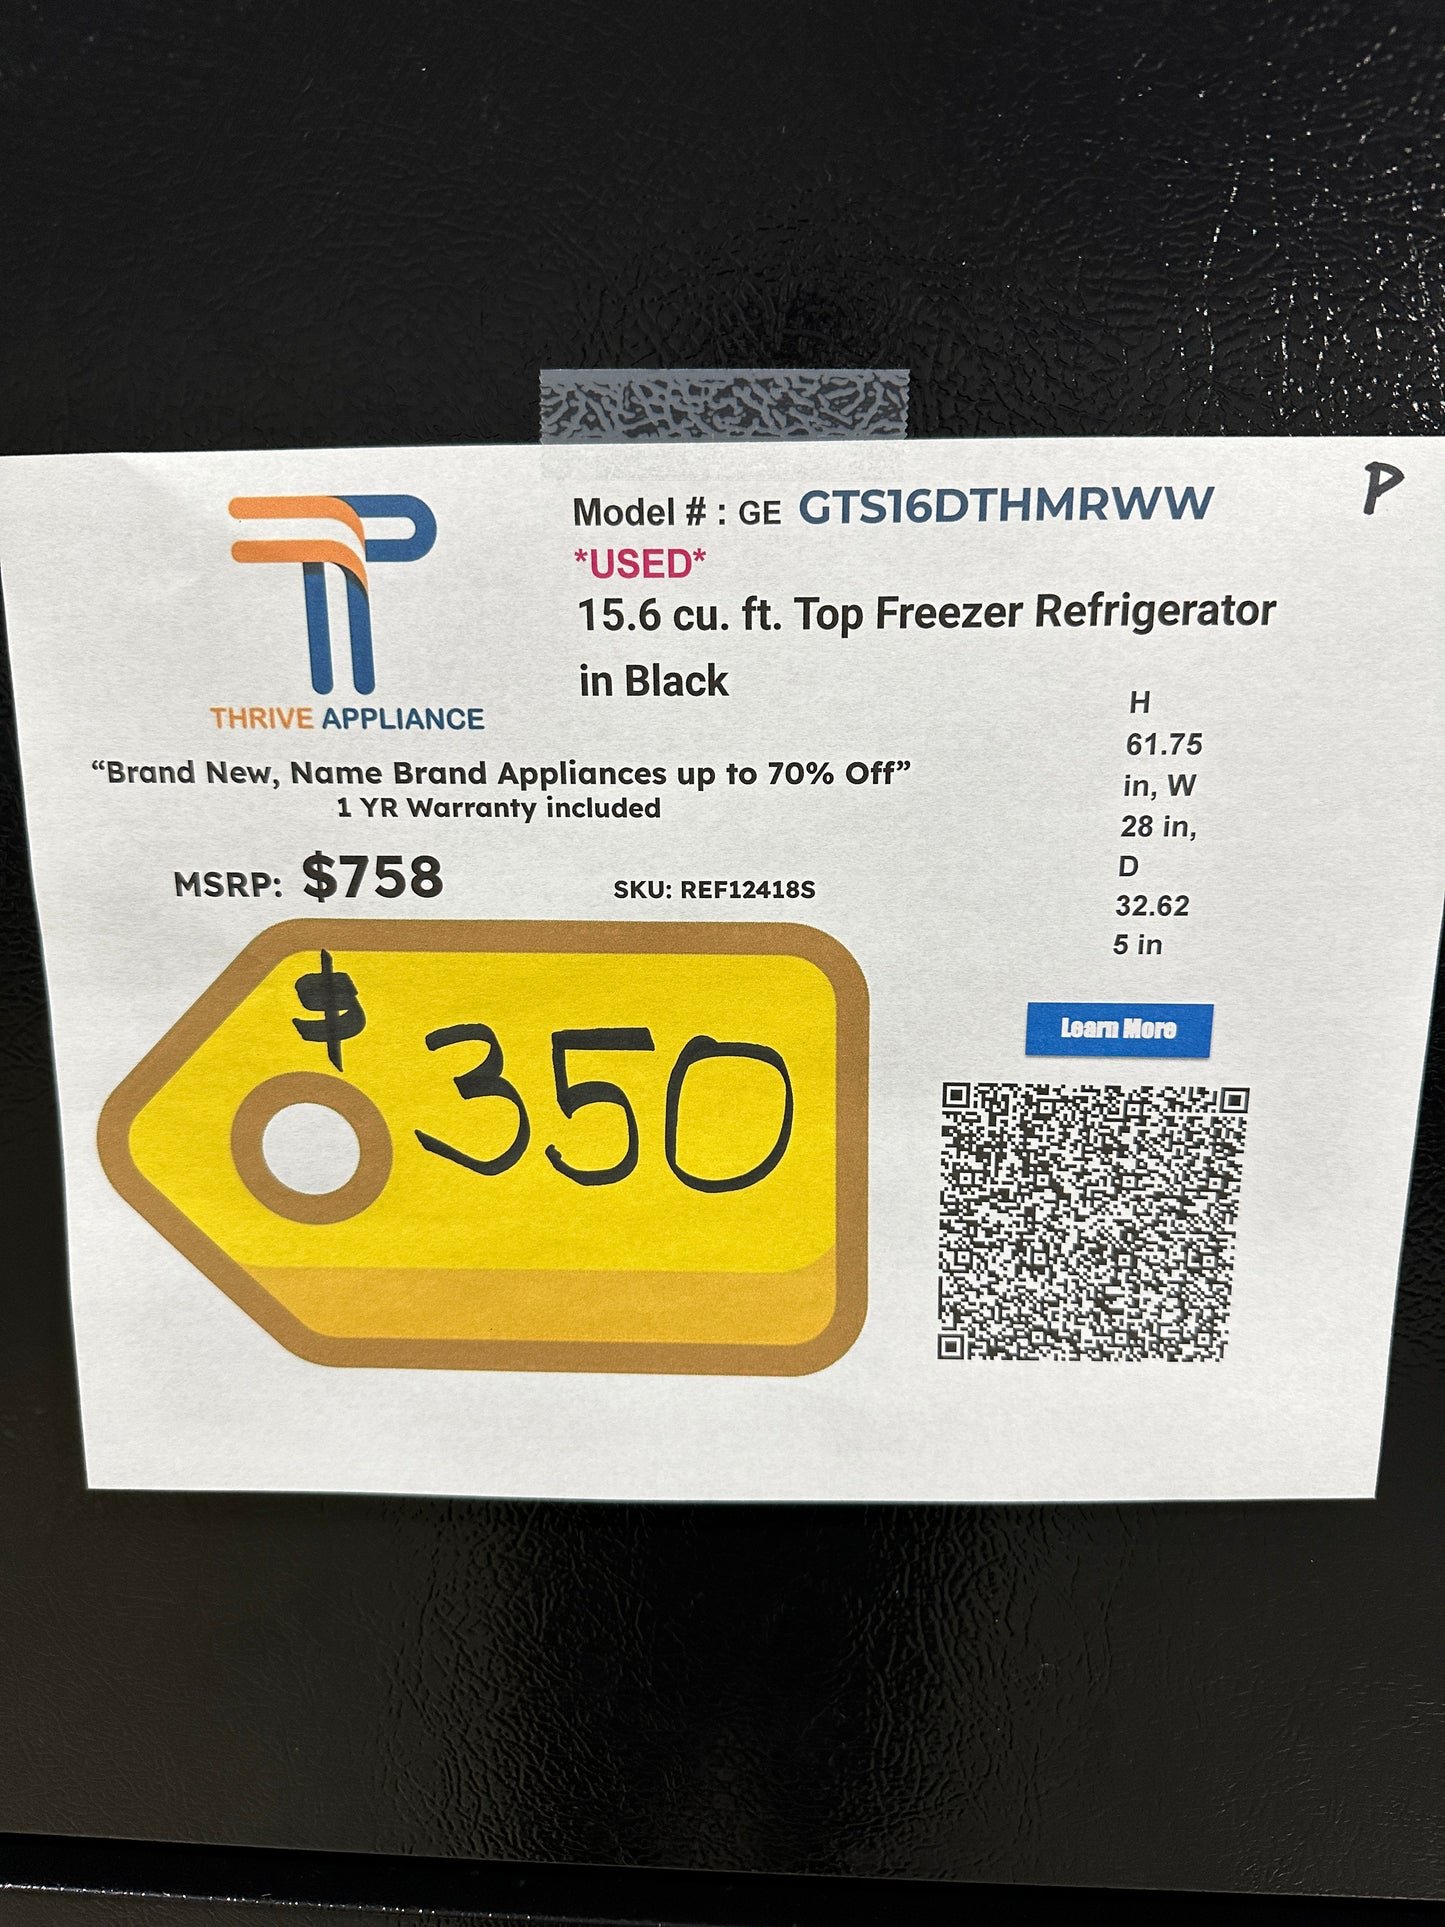 P
Model # : GE GTS16DTHMRWW
*USED*
15.6 cu. ft. Top Freezer Refrigerator
in Black
THRIVE APPLIANCE
“Brand New, Name Brand Appliances up to 70% Off”
1 YR Warranty included
MSRP: $758
SKU: REF12418S
H
61.75
in, W
28 in,
D
32.62
5 in
$350
Learn More